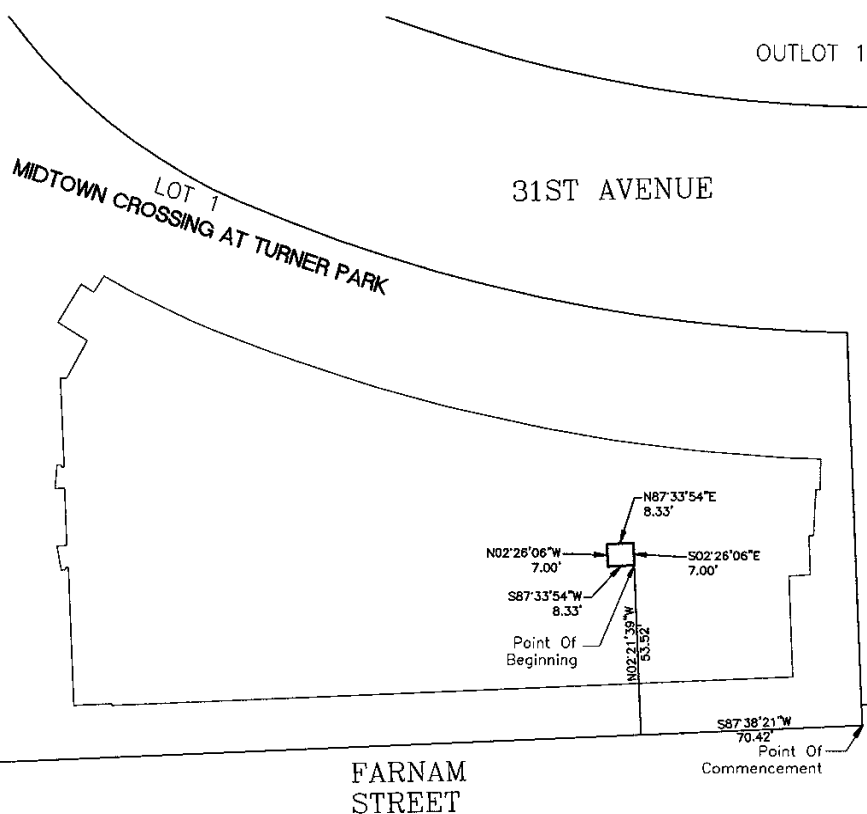 OUTLOT 1
31ST AVENUE
LOT 1
MIDTOWN CROSSING AT TURNER PARK
N87°33'54"E
8.33'
N02°26'06"W
7.00'
S02°26'06"E
7.00'
S87°33'54"W
8.33'
Point Of
Beginning
N02°21'39"W
53.52'
S87°38'21"W
70.42'
Point Of
Commencement
FARNAM
STREET